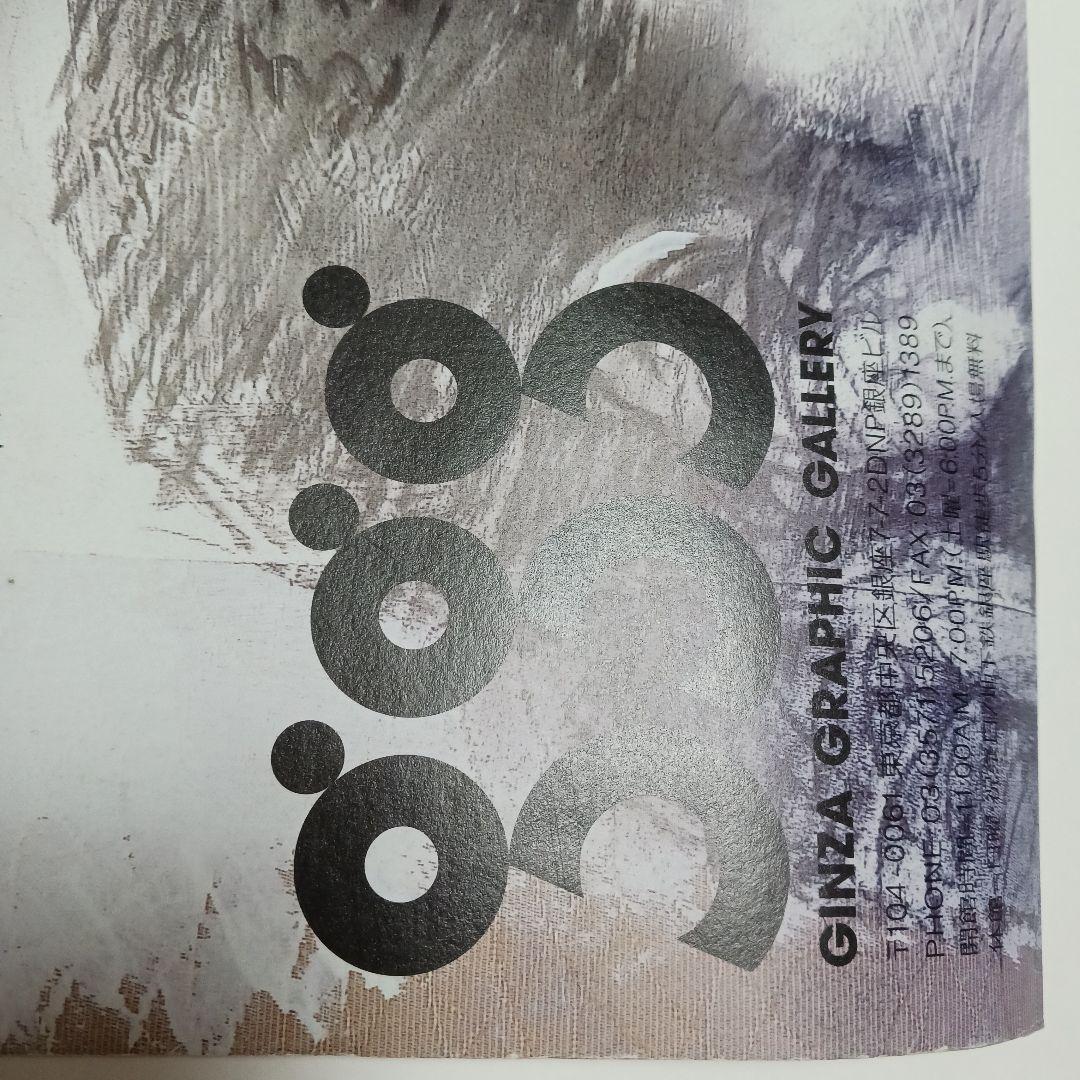 ggg
GINZA GRAPHIC GALLERY
〒104-0061 東京都中央区銀座7-7-2DNP銀座ビル
PHONE:03(3571)5206/FAX:03(3289)1389
開館時間=11:00AM-7:00PM(土曜=6:00PMまで)
入場無料